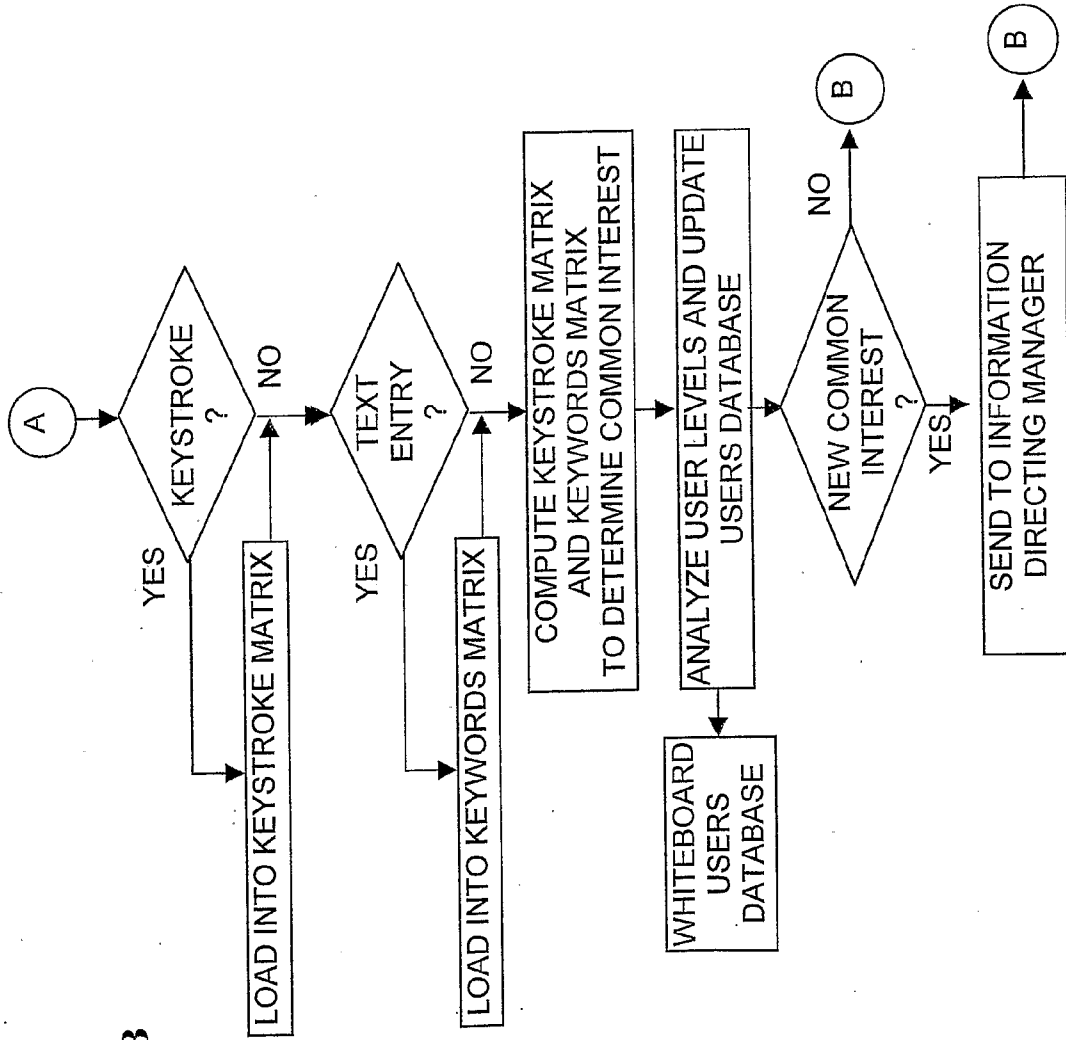 A
KEYSTROKE
?
YES
NO
LOAD INTO KEYSTROKE MATRIX
TEXT
ENTRY
?
YES
NO
LOAD INTO KEYWORDS MATRIX
COMPUTE KEYSTROKE MATRIX
AND KEYWORDS MATRIX
TO DETERMINE COMMON INTEREST
ANALYZE USER LEVELS AND UPDATE
USERS DATABASE
WHITEBOARD
USERS
DATABASE
NEW COMMON
INTEREST
?
NO
B
YES
SEND TO INFORMATION
DIRECTING MANAGER
B